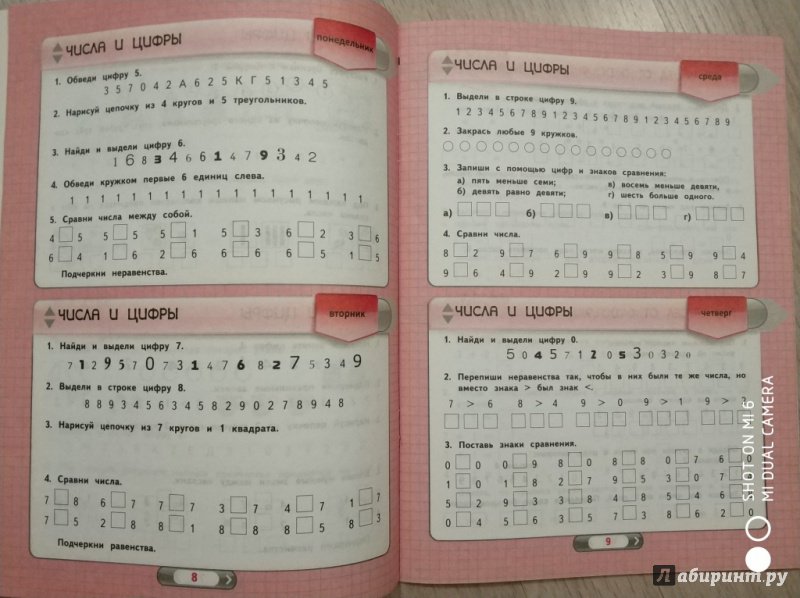 ЧИСЛА И ЦИФРЫ
понедельник
1. Обведи цифру 5.
3 5 7 0 4 2 А 6 2 5 К Г 5 1 3 4 5
2. Нарисуй цепочку из 4 кругов и 5 треугольников.
3. Найди и выдели цифру 6.
1 6 8 3 4 6 6 1 4 7 9 3 4 2
4. Обведи кружком первые 6 единиц слева.
1 1 1 1 1 1 1 1 1 1 1 1 1 1 1 1 1 1
5. Сравни числа между собой.
4 □ 5 5 □ 5 5 □ 1 5 □ 3 6 □ 2 3 □ 6
6 □ 4 1 □ 6 2 □ 6 6 □ 6 6 □ 5 1 □ 5
Подчеркни неравенства.
ЧИСЛА И ЦИФРЫ
вторник
1. Найди и выдели цифру 7.
7 1 2 9 5 7 0 7 3 1 4 7 6 8 2 7 5 3 4 9
2. Выдели в строке цифру 8.
8 8 9 3 4 5 6 3 4 5 8 2 9 0 2 7 8 9 4 8
3. Нарисуй цепочку из 7 кругов и 1 квадрата.
4. Сравни числа.
7 □ 8 6 □ 7 7 □ 7 3 □ 7 4 □ 7 1 □ 7
7 □ 5 2 □ 8 8 □ 1 8 □ 8 5 □ 8 8 □ 3
Подчеркни равенства.
8
ЧИСЛА И ЦИФРЫ
среда
1. Выдели в строке цифру 9.
1 2 3 4 5 6 7 8 9 1 2 3 4 5 6 7 8 9 1 2 3 4 5 6 7 8 9
2. Закрась любые 9 кружков.
3. Запиши с помощью цифр и знаков сравнения:
а) пять меньше семи; в) восемь меньше девяти,
б) девять равно девяти; г) шесть больше одного.
а) □□□ б) □□□ в) □□□ г) □□□
4. Сравни числа.
8 □ 2 9 □ 7 6 □ 9 9 □ 8 5 □ 9 9 □ 4
9 □ 6 4 □ 9 2 □ 9 9 □ 2 3 □ 9 8 □ 7
ЧИСЛА И ЦИФРЫ
четверг
1. Найди и выдели цифру 0.
5 0 4 5 7 1 2 0 5 3 0 3 2 0
2. Перепиши неравенства так, чтобы в них были те же числа, но
вместо знака > был знак <.
7 > 6 8 > 4 9 > 0 9 > 1 9 >
3. Поставь знаки сравнения.
0 □ 0 0 □ 9 8 □ 0 8 □ 8 0 □ 7 6 □ 0
1 □ 0
5 □ 2 9 □ 3
0 □ 4 5 □ 6 3 □ 5 7 □ 3 8 □ 6
9
SHOT ON MI 6
MI DUAL CAMERA
Лабиринт.ру